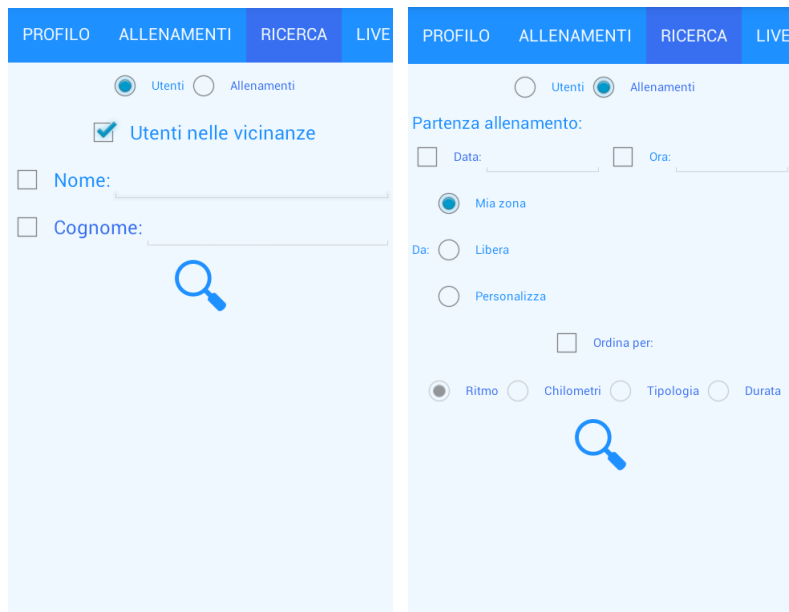 PROFILO ALLENAMENTI RICERCA LIVE
Utenti Allenamenti
Utenti nelle vicinanze
Nome:
Cognome:
PROFILO ALLENAMENTI RICERCA LIVE
Utenti Allenamenti
Partenza allenamento:
Data: Ora:
Mia zona
Da: Libera
Personalizza
Ordina per:
Ritmo Chilometri Tipologia Durata